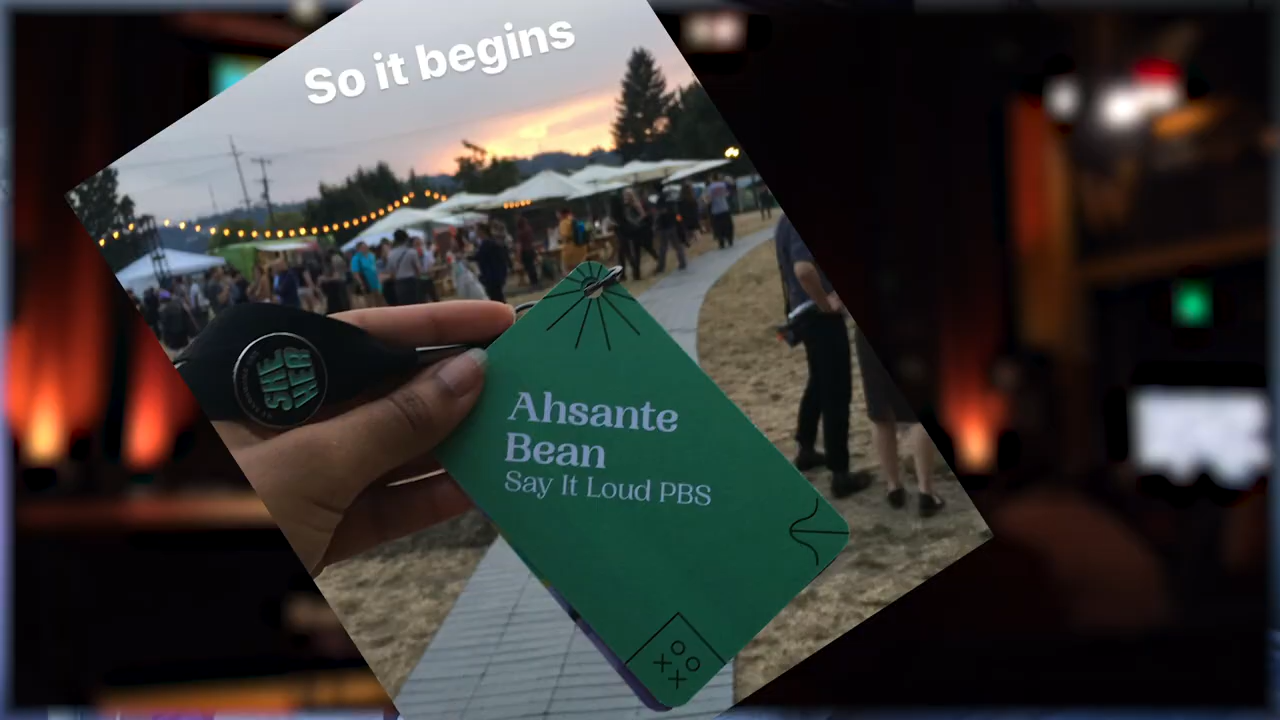 So it begins
SHE
HER
Ahsante
Bean
Say It Loud PBS